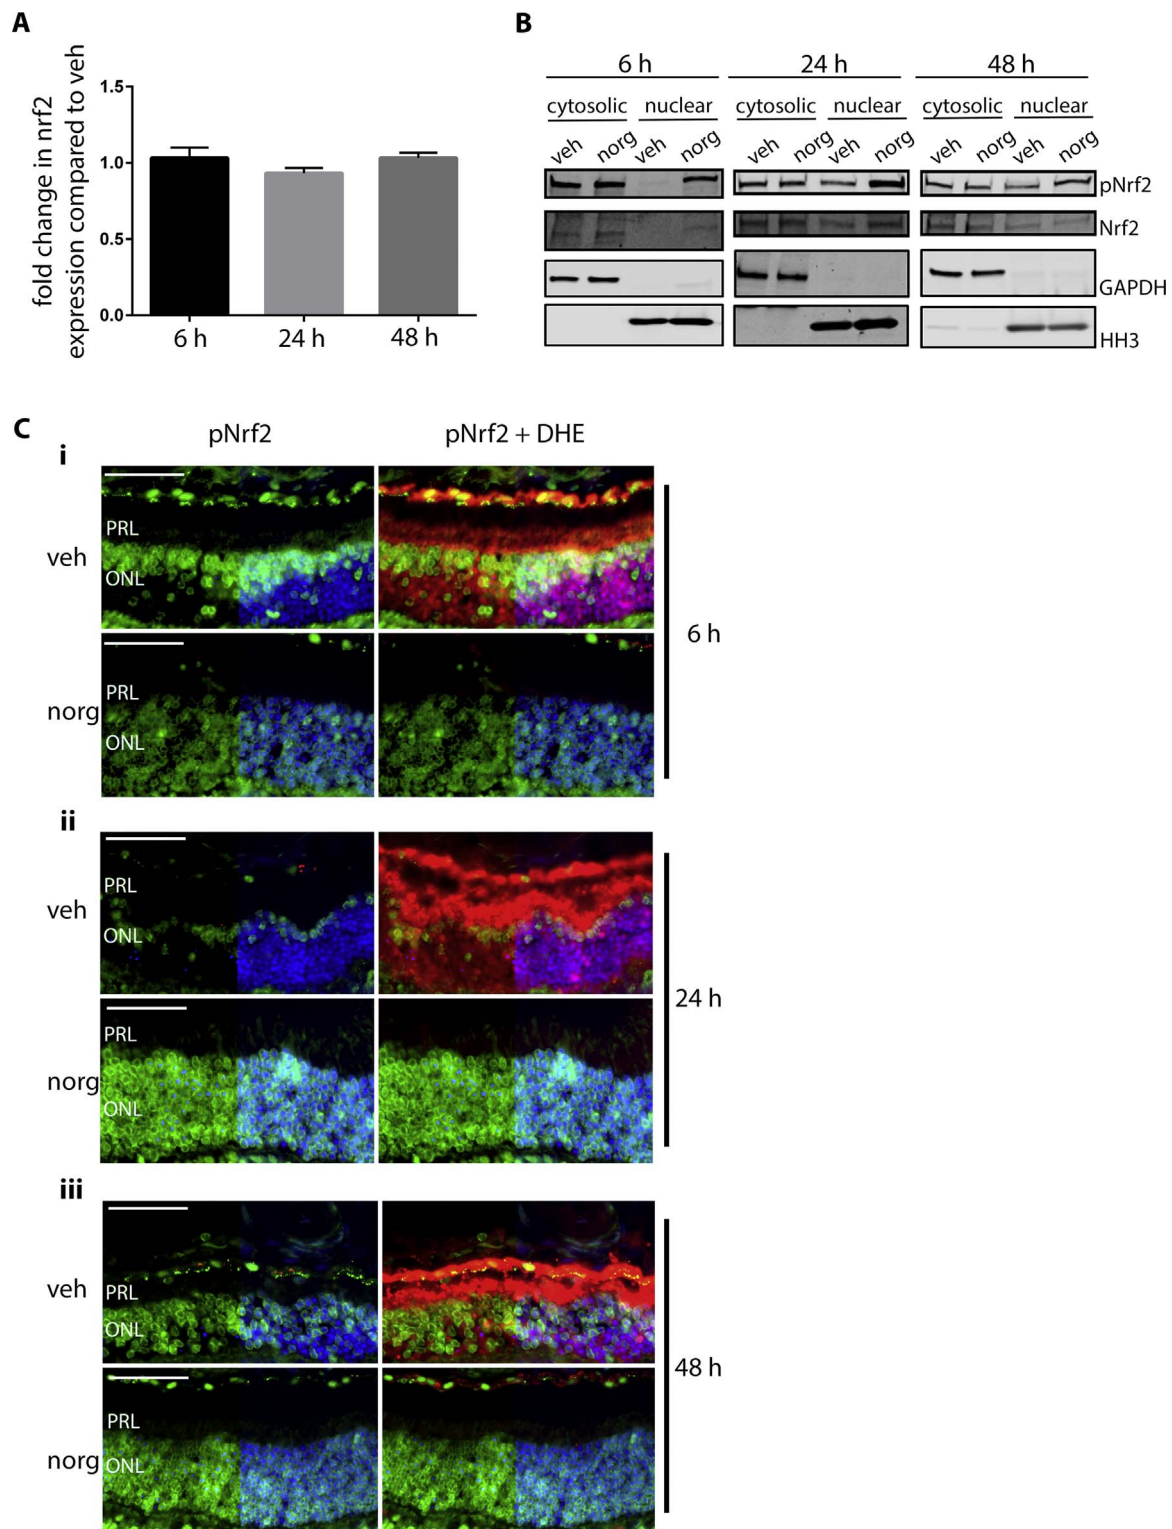 A
fold change in nrf2
expression compared to veh
1.5
1.0
0.5
0.0
6 h
24 h
48 h
B
6 h
24 h
48 h
cytosolic
nuclear
cytosolic
nuclear
cytosolic
nuclear
veh
norg
veh
norg
veh
norg
veh
norg
veh
norg
veh
norg
pNrf2
Nrf2
GAPDH
HH3
C
pNrf2
pNrf2 + DHE
i
veh
PRL
ONL
norg
PRL
ONL
6 h
ii
veh
PRL
ONL
norg
PRL
ONL
24 h
iii
veh
PRL
ONL
norg
PRL
ONL
48 h